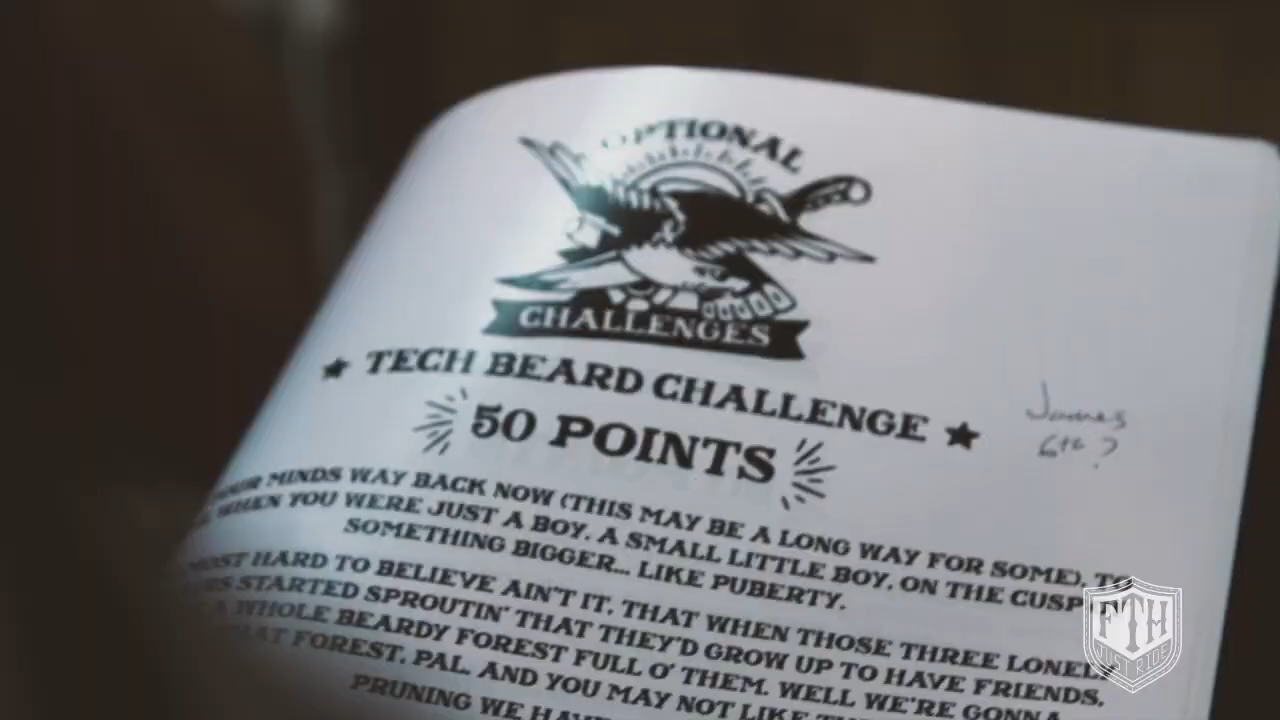 OPTIONAL
CHALLENGES
★ TECH BEARD CHALLENGE ★
50 POINTS
James
6th?
MINDS WAY BACK NOW (THIS MAY BE A LONG WAY FOR SOME), TO
WHEN YOU WERE JUST A BOY. A SMALL LITTLE BOY, ON THE CUSP
SOMETHING BIGGER... LIKE PUBERTY.
HARD TO BELIEVE AIN'T IT, THAT WHEN THOSE THREE LONELY
STARTED SPROUTIN' THAT THEY'D GROW UP TO HAVE FRIENDS.
A WHOLE BEARDY FOREST FULL O' THEM. WELL WE'RE GONNA
FOREST, PAL. AND YOU MAY NOT LIKE
PRUNING WE HAVE
FTH
JUST RIDE